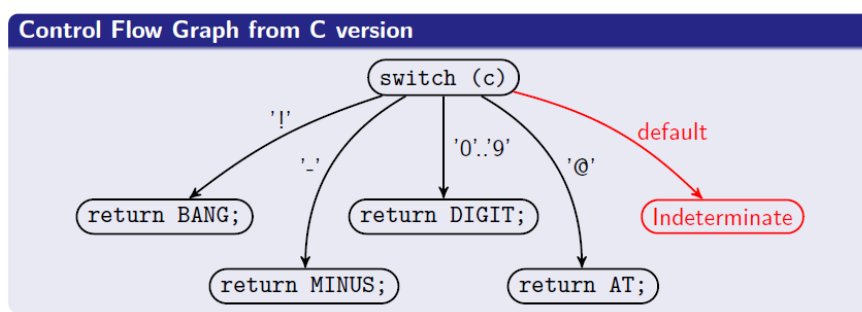 Control Flow Graph from C version
switch (c)
'!'
'-'
'0'..'9'
'@'
default
return BANG;
return DIGIT;
Indeterminate
return MINUS;
return AT;